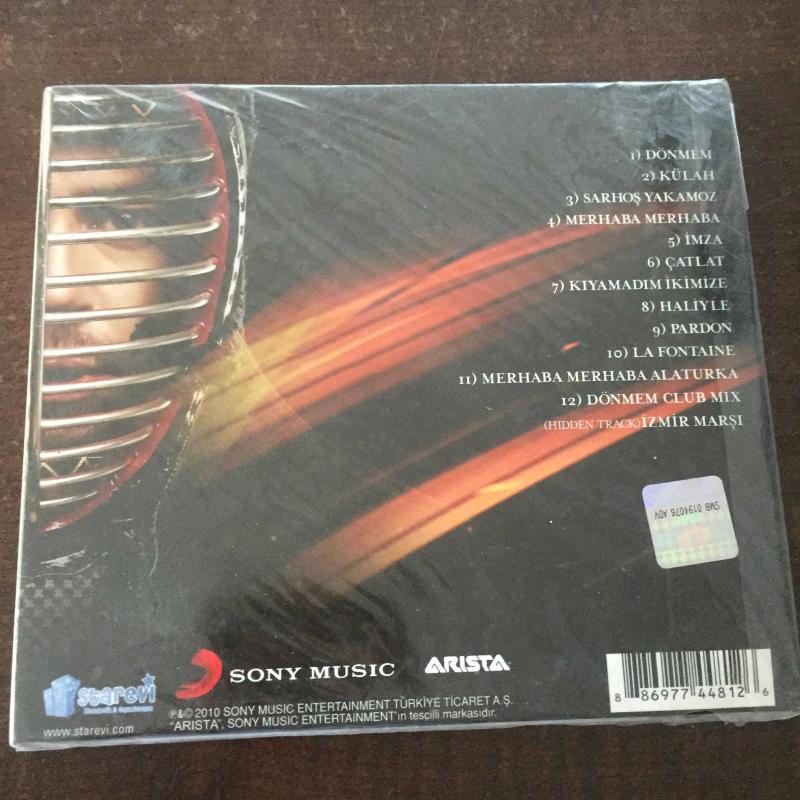 1) DÖNMEM
2) KÜLAH
3) SARHOŞ YAKAMOZ
4) MERHABA MERHABA
5) İMZA
6) ÇATLAT
7) KIYAMADIM İKİMİZE
8) HALİYLE
9) PARDON
10) LA FONTAINE
11) MERHABA MERHABA ALATURKA
12) DÖNMEM CLUB MIX
(HIDDEN TRACK)İZMİR MARŞI
SMB 0194076 AQV
starevi
www.starevi.com
SONY MUSIC
ARISTA
℗&© 2010 SONY MUSIC ENTERTAINMENT TÜRKİYE TİCARET A.Ş.
"ARISTA", SONY MUSIC ENTERTAINMENT'ın tescilli markasıdır.
8 86977 44812 6